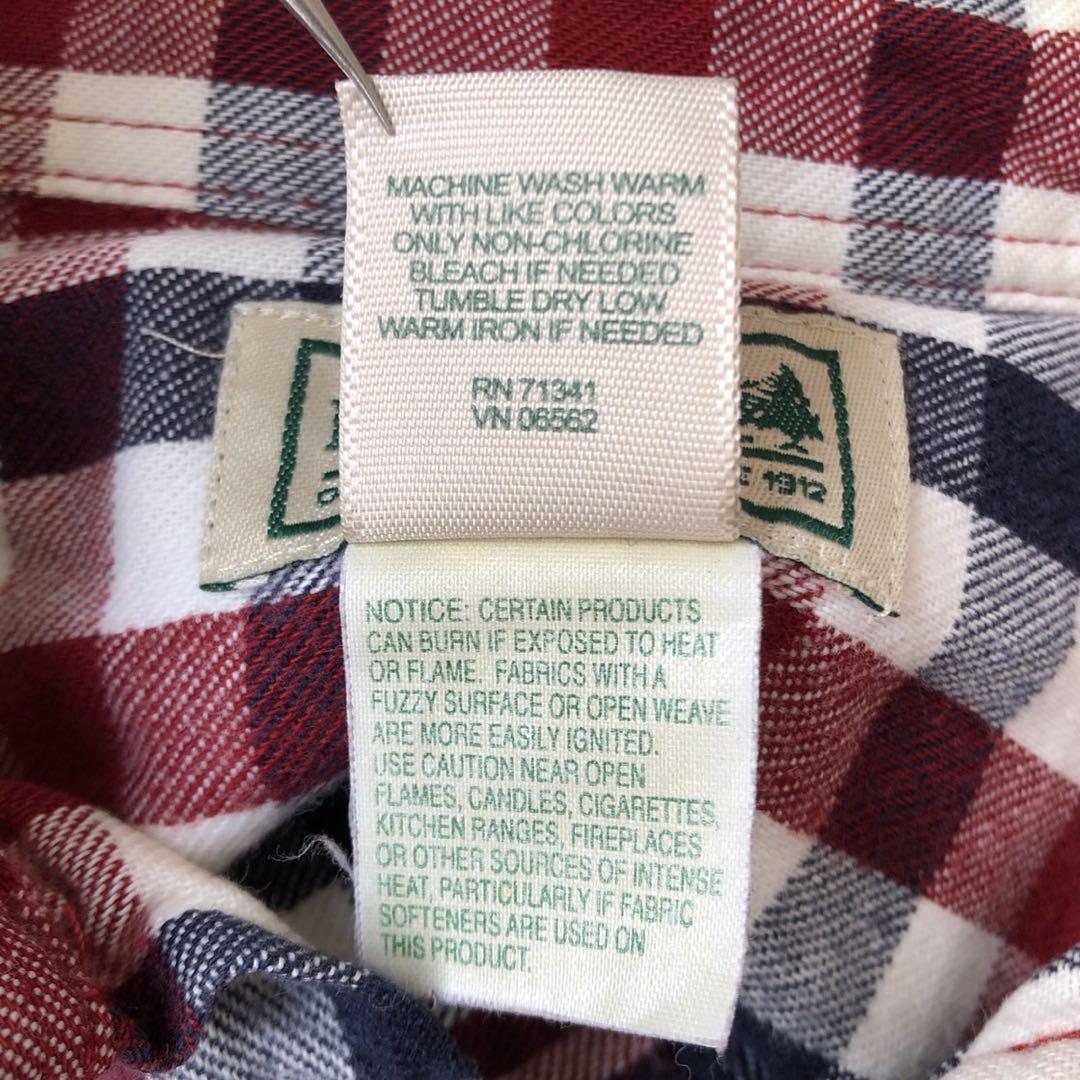 MACHINE WASH WARM
WITH LIKE COLORS
ONLY NON-CHLORINE
BLEACH IF NEEDED
TUMBLE DRY LOW
WARM IRON IF NEEDED
RN 71341
VN 06562
1912
NOTICE: CERTAIN PRODUCTS
CAN BURN IF EXPOSED TO HEAT
OR FLAME. FABRICS WITH A
FUZZY SURFACE OR OPEN WEAVE
ARE MORE EASILY IGNITED.
USE CAUTION NEAR OPEN
FLAMES, CANDLES, CIGARETTES,
KITCHEN RANGES, FIREPLACES
OR OTHER SOURCES OF INTENSE
HEAT, PARTICULARLY IF FABRIC
SOFTENERS ARE USED ON
THIS PRODUCT.